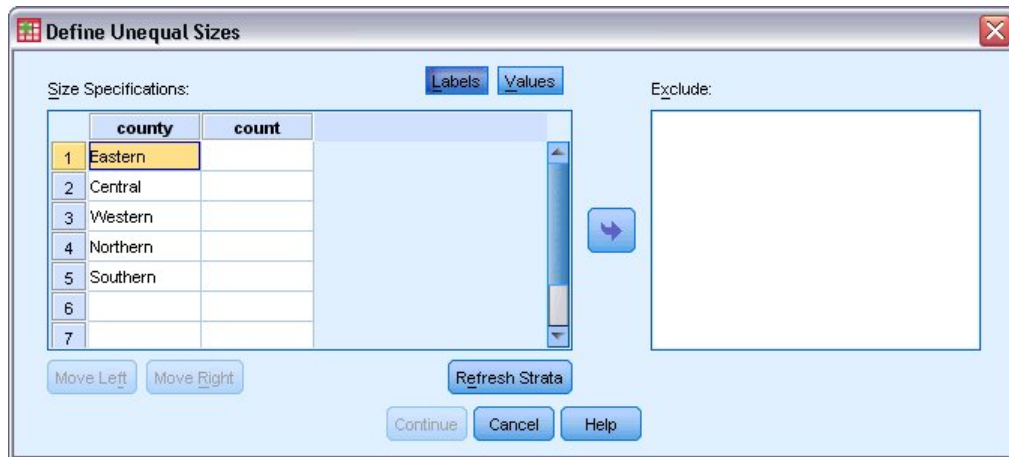 Define Unequal Sizes
Size Specifications:
Labels Values
Exclude:
county count
1 Eastern
2 Central
3 Western
4 Northern
5 Southern
6
7
Move Left Move Right Refresh Strata
Continue Cancel Help